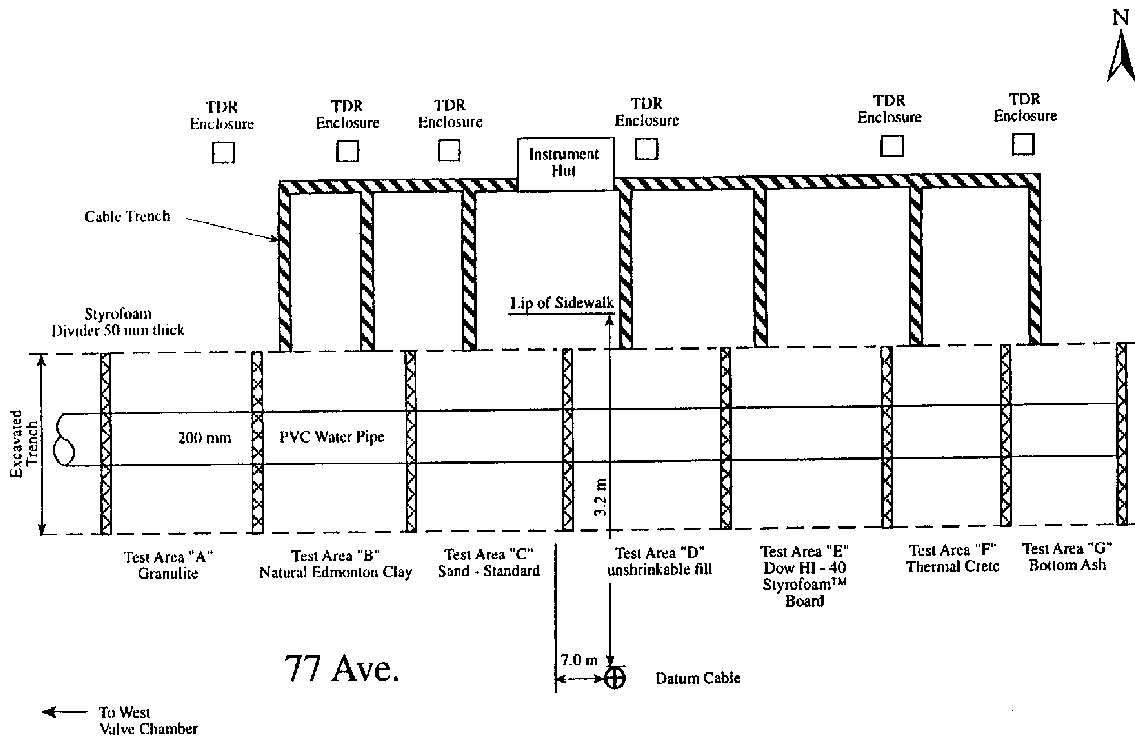 N
TDR
Enclosure
TDR
Enclosure
TDR
Enclosure
TDR
Enclosure
TDR
Enclosure
TDR
Enclosure
Instrument
Hut
Cable Trench
Lip of Sidewalk
Styrofoam
Divider 50 mm thick
Excavated
Trench
200 mm
PVC Water Pipe
3.2 m
Test Area "A"
Granulite
Test Area "B"
Natural Edmonton Clay
Test Area "C"
Sand - Standard
Test Area "D"
unshrinkable fill
Test Area "E"
Dow HI - 40
Styrofoam™
Board
Test Area "F"
Thermal Crete
Test Area "G"
Bottom Ash
77 Ave.
7.0 m
Datum Cable
To West
Valve Chamber